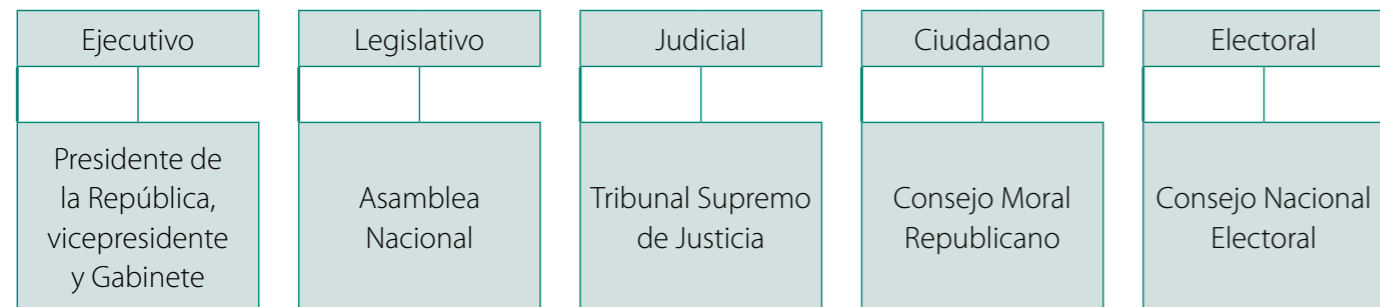 Ejecutivo
Legislativo
Judicial
Ciudadano
Electoral
Presidente de
la República,
vicepresidente
y Gabinete
Asamblea
Nacional
Tribunal Supremo
de Justicia
Consejo Moral
Republicano
Consejo Nacional
Electoral